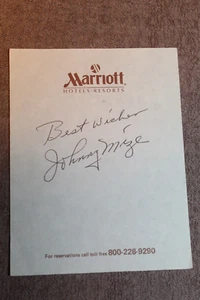 Marriott
HOTELS·RESORTS
Best Wishes
Johnny Mize
For reservations call toll free 800-228-9290